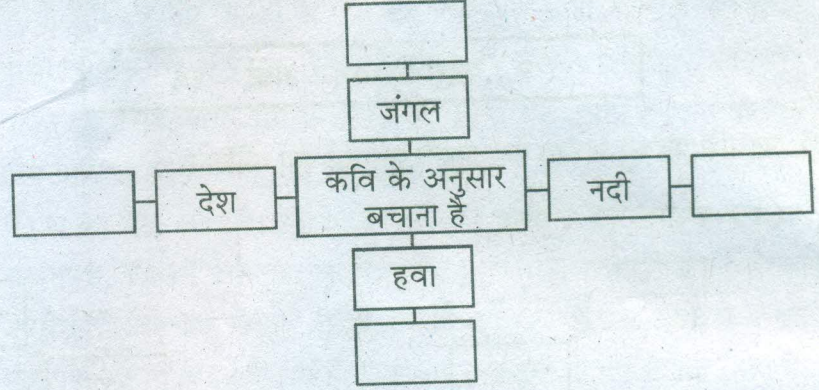 जंगल
देश
कवि के अनुसार
बचाना है
नदी
हवा